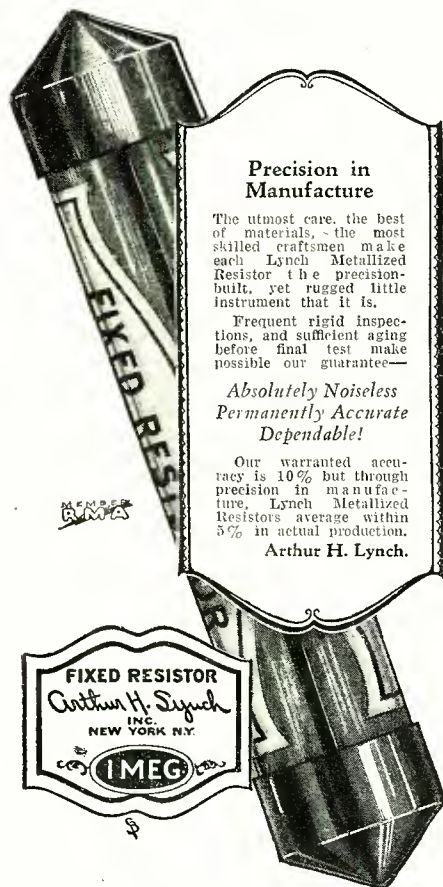 Precision in
Manufacture
The utmost care, the best
of materials, - the most
skilled craftsmen make
each Lynch Metallized
Resistor the precision-
built, yet rugged little
instrument that it is.
Frequent rigid inspec-
tions, and sufficient aging
before final test make
possible our guarantee—
Absolutely Noiseless
Permanently Accurate
Dependable!
Our warranted accu-
racy is 10% but through
precision in manufac-
ture, Lynch Metallized
Resistors average within
5% in actual production.
Arthur H. Lynch.
FIXED RESI
OR
MEMBER
RMA
FIXED RESISTOR
Arthur H. Lynch
INC.
NEW YORK N.Y.
1 MEG